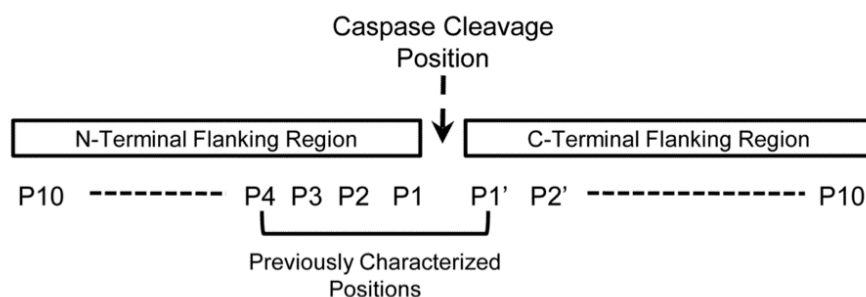 Caspase Cleavage
Position
N-Terminal Flanking Region C-Terminal Flanking Region
P10 P4 P3 P2 P1 P1’ P2’ P10
Previously Characterized
Positions